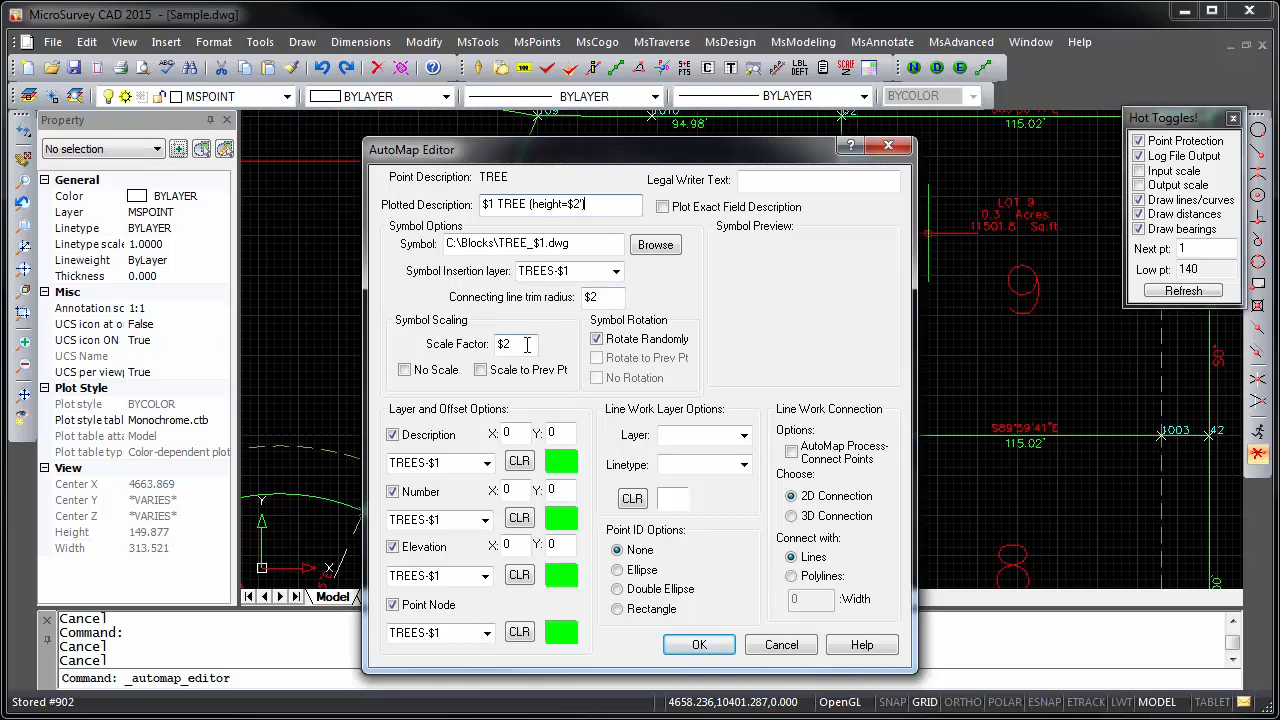 MicroSurvey CAD 2015 - [Sample.dwg]
File Edit View Insert Format Tools Draw Dimensions Modify MsTools MsPoints MsCogo MsTraverse MsDesign MsModeling MsAnnotate MsAdvanced Window Help
MSPOINT BYLAYER BYLAYER BYLAYER BYCOLOR
Property
No selection
General
Color BYLAYER
Layer MSPOINT
Linetype BYLAYER
Linetype scale 1.0000
Lineweight ByLayer
Thickness 0.000
Misc
Annotation s 1:1
UCS icon at o False
UCS icon ON True
UCS Name
UCS per view True
Plot Style
Plot style BYCOLOR
Plot style table Monochrome.ctb
Plot table atta Model
Plot table type Color-dependent plot
View
Center X 4663.869
Center Y *VARIES*
Center Z *VARIES*
Height 149.877
Width 313.521
94.98
115.02
LOT 9
0.3 Acres
11501.8 Sq.ft
9
S89°59'41"E
115.02
1003 42
8
Y
X
Model
AutoMap Editor
Point Description: TREE
Legal Writer Text:
Plotted Description: $1 TREE (height=$2')
Plot Exact Field Description
Symbol Options
Symbol: C:\Blocks\TREE_$1.dwg
Browse
Symbol Preview
Symbol Insertion layer: TREES-$1
Connecting line trim radius: $2
Symbol Scaling
Scale Factor: $2
No Scale Scale to Prev Pt
Symbol Rotation
Rotate Randomly
Rotate to Prev Pt
No Rotation
Layer and Offset Options:
Description X: 0 Y: 0
TREES-$1 CLR
Number X: 0 Y: 0
TREES-$1 CLR
Elevation X: 0 Y: 0
TREES-$1 CLR
Point Node
TREES-$1 CLR
Line Work Layer Options:
Layer:
Linetype:
CLR
Point ID Options:
None
Ellipse
Double Ellipse
Rectangle
Line Work Connection
Options:
AutoMap Process-
Connect Points
Choose:
2D Connection
3D Connection
Connect with:
Lines
Polylines:
0 :Width
OK Cancel Help
Hot Toggles!
Point Protection
Log File Output
Input scale
Output scale
Draw lines/curves
Draw distances
Draw bearings
Next pt: 1
Low pt: 140
Refresh
Cancel
Command:
Cancel
Cancel
Command: _automap_editor
Stored #902 4658.236,10401.287,0.000 OpenGL SNAP GRID ORTHO POLAR ESNAP ETRACK LWT MODEL TABLET